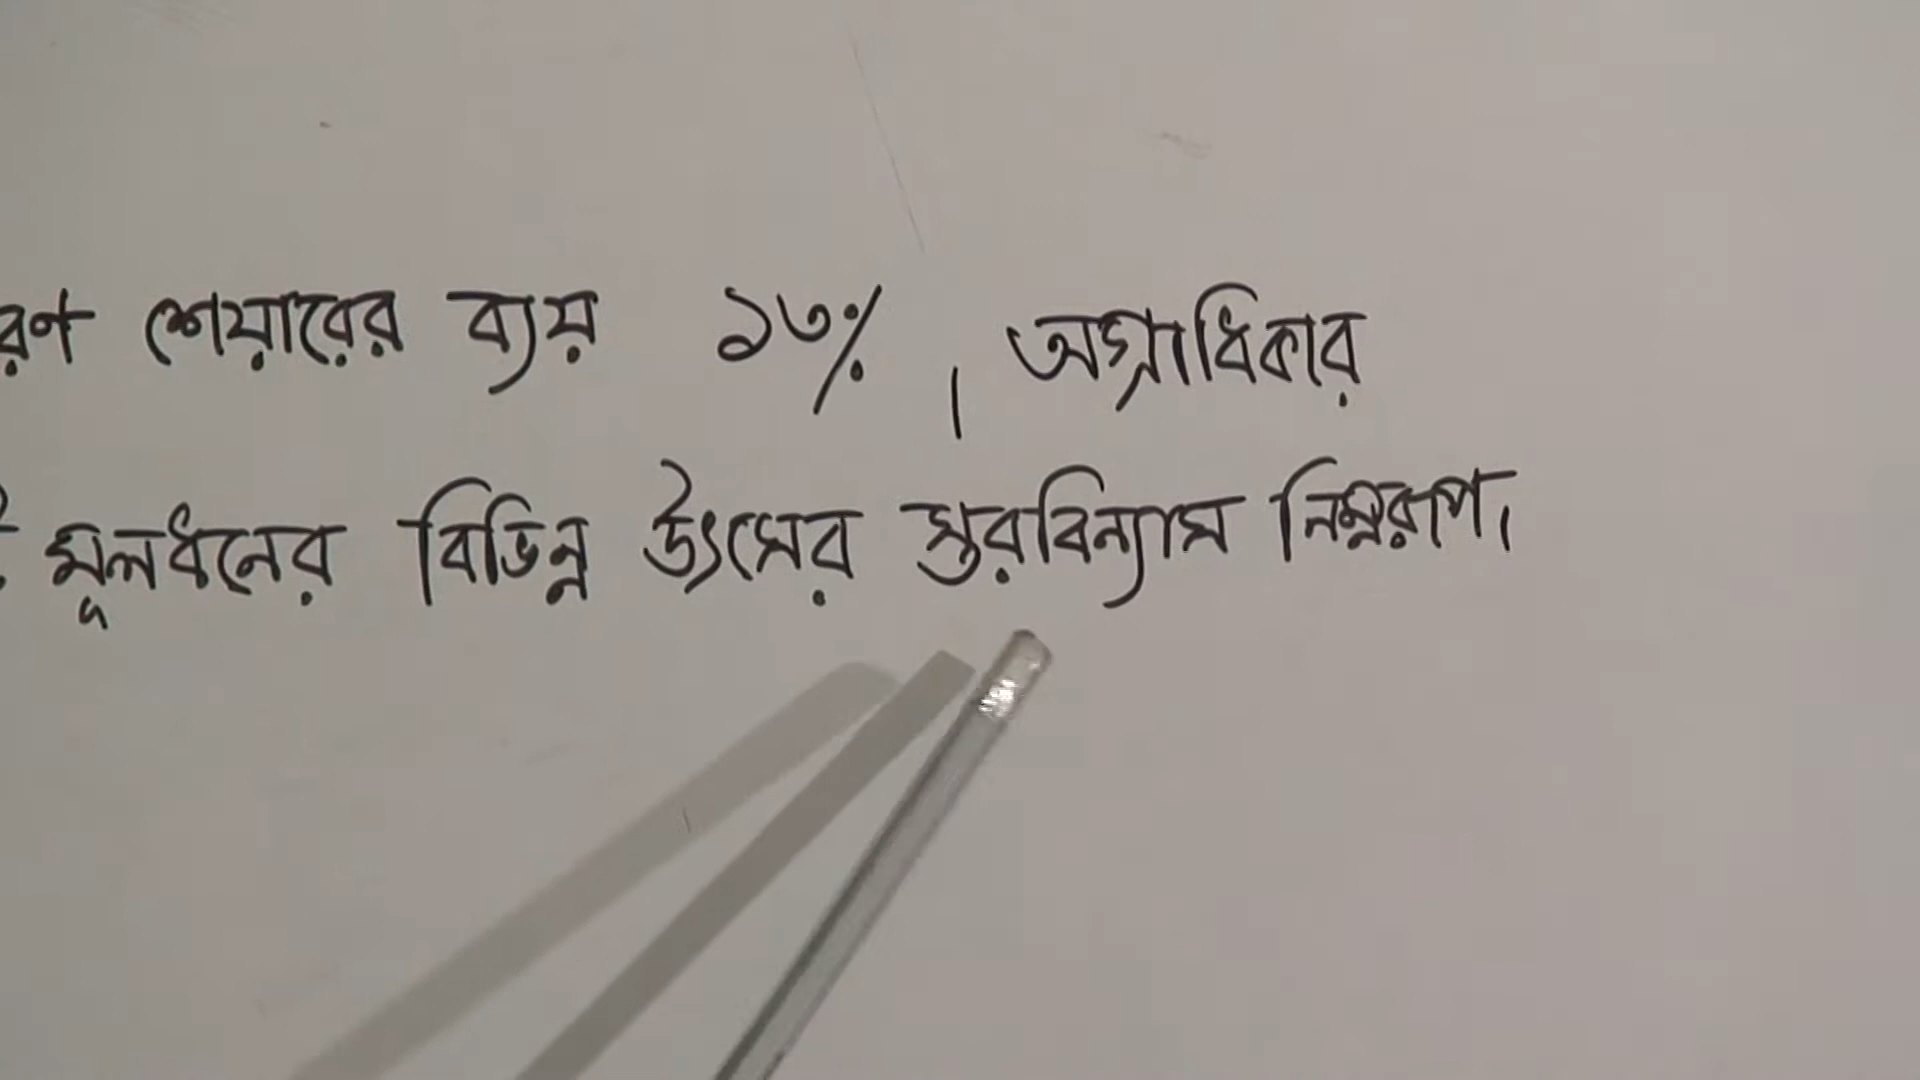 রণ শেয়ারের ব্যয় ১৩%, অগ্রাধিকার
মূলধনের বিভিন্ন উৎসের স্তরবিন্যাস নিম্নরূপ।